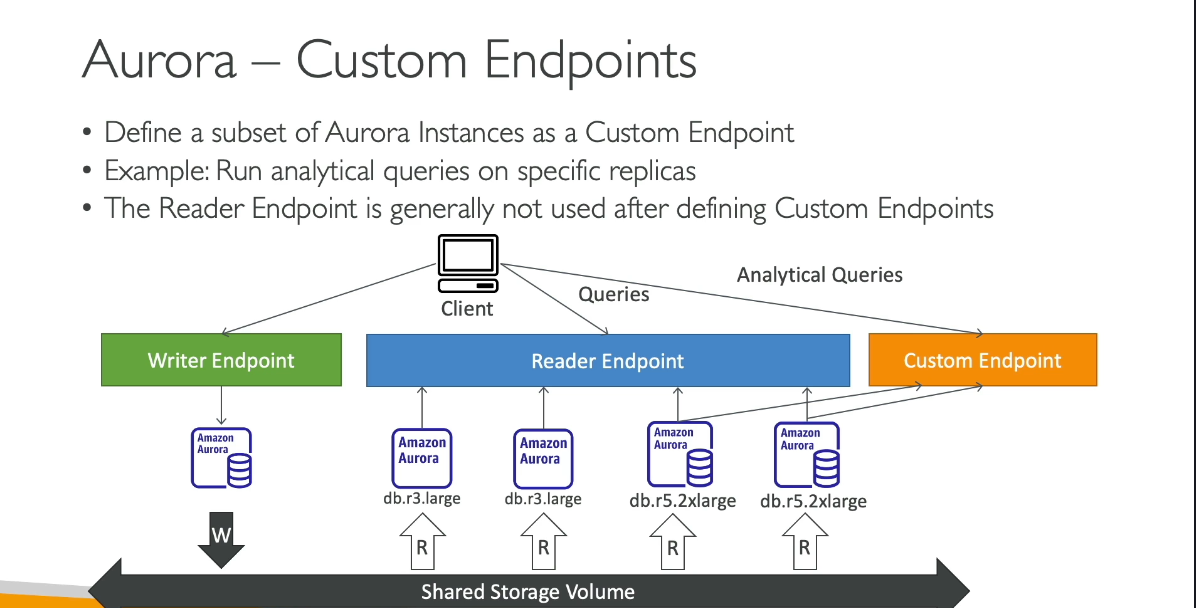 Aurora – Custom Endpoints
• Define a subset of Aurora Instances as a Custom Endpoint
• Example: Run analytical queries on specific replicas
• The Reader Endpoint is generally not used after defining Custom Endpoints
Client
Queries
Analytical Queries
Writer Endpoint
Reader Endpoint
Custom Endpoint
Amazon
Aurora
Amazon
Aurora
Amazon
Aurora
Amazon
Aurora
Amazon
Aurora
db.r3.large
db.r3.large
db.r5.2xlarge
db.r5.2xlarge
W
R
R
R
R
Shared Storage Volume